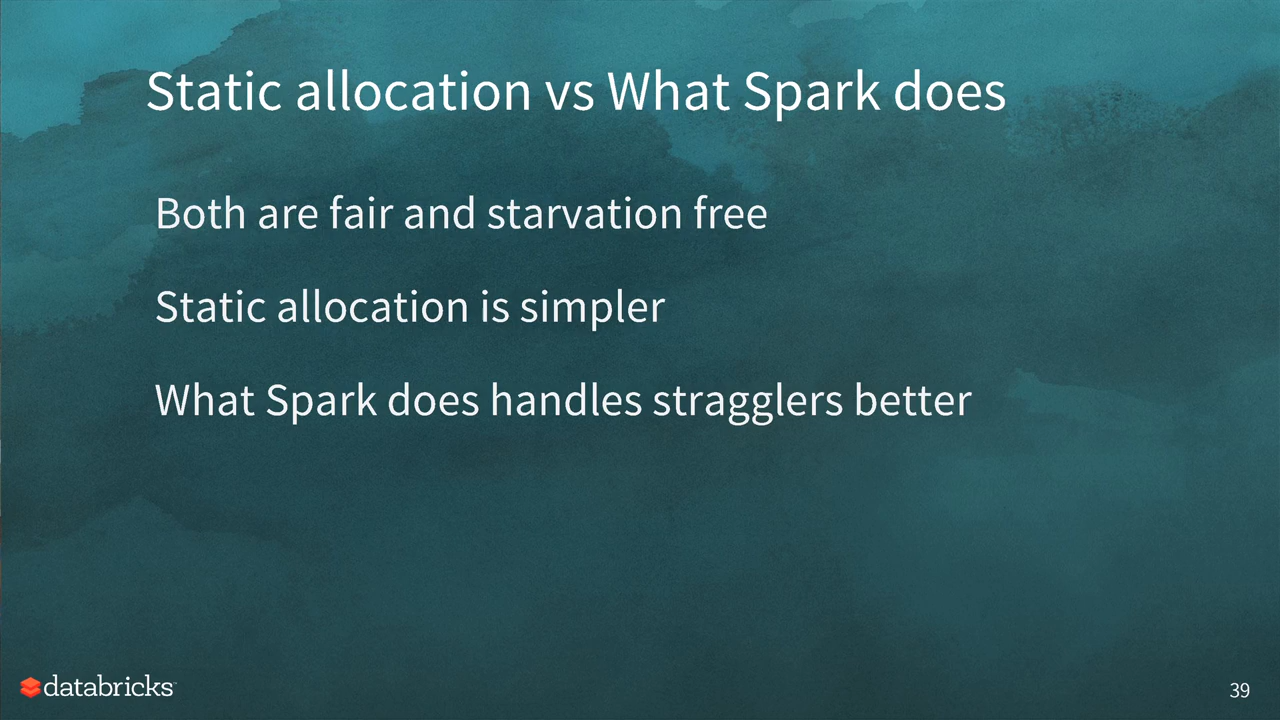 Static allocation vs What Spark does
Both are fair and starvation free
Static allocation is simpler
What Spark does handles stragglers better
databricks™
39